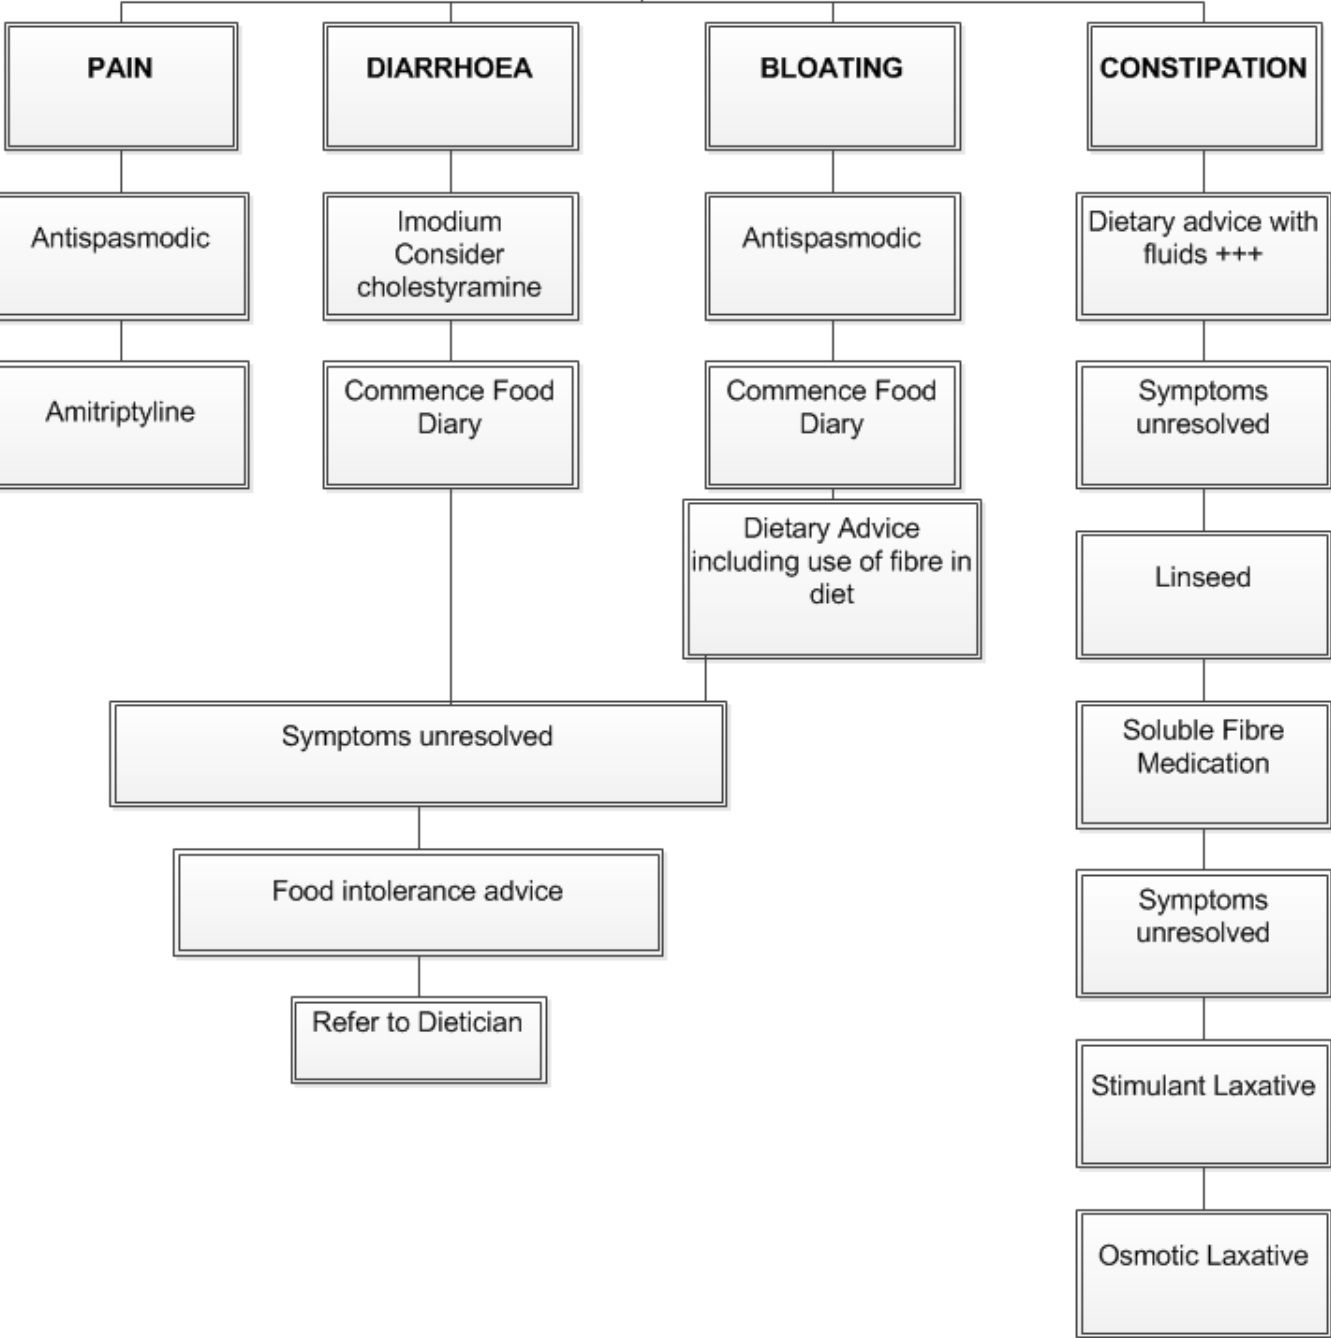 PAIN
DIARRHOEA
BLOATING
CONSTIPATION
Antispasmodic
Imodium
Consider
cholestyramine
Antispasmodic
Dietary advice with
fluids +++
Amitriptyline
Commence Food
Diary
Commence Food
Diary
Symptoms
unresolved
Dietary Advice
including use of fibre in
diet
Linseed
Symptoms unresolved
Soluble Fibre
Medication
Food intolerance advice
Symptoms
unresolved
Refer to Dietician
Stimulant Laxative
Osmotic Laxative